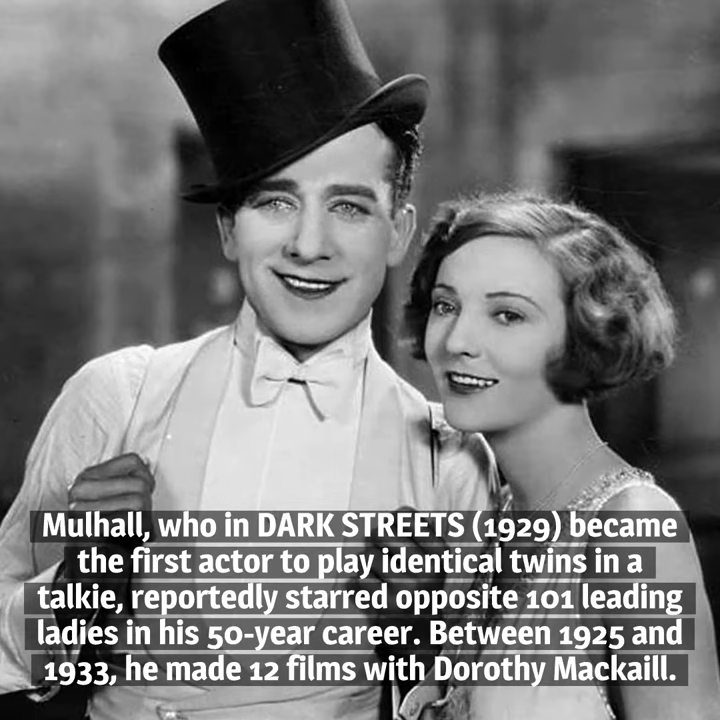 Mulhall, who in DARK STREETS (1929) became
the first actor to play identical twins in a
talkie, reportedly starred opposite 101 leading
ladies in his 50-year career. Between 1925 and
1933, he made 12 films with Dorothy Mackaill.